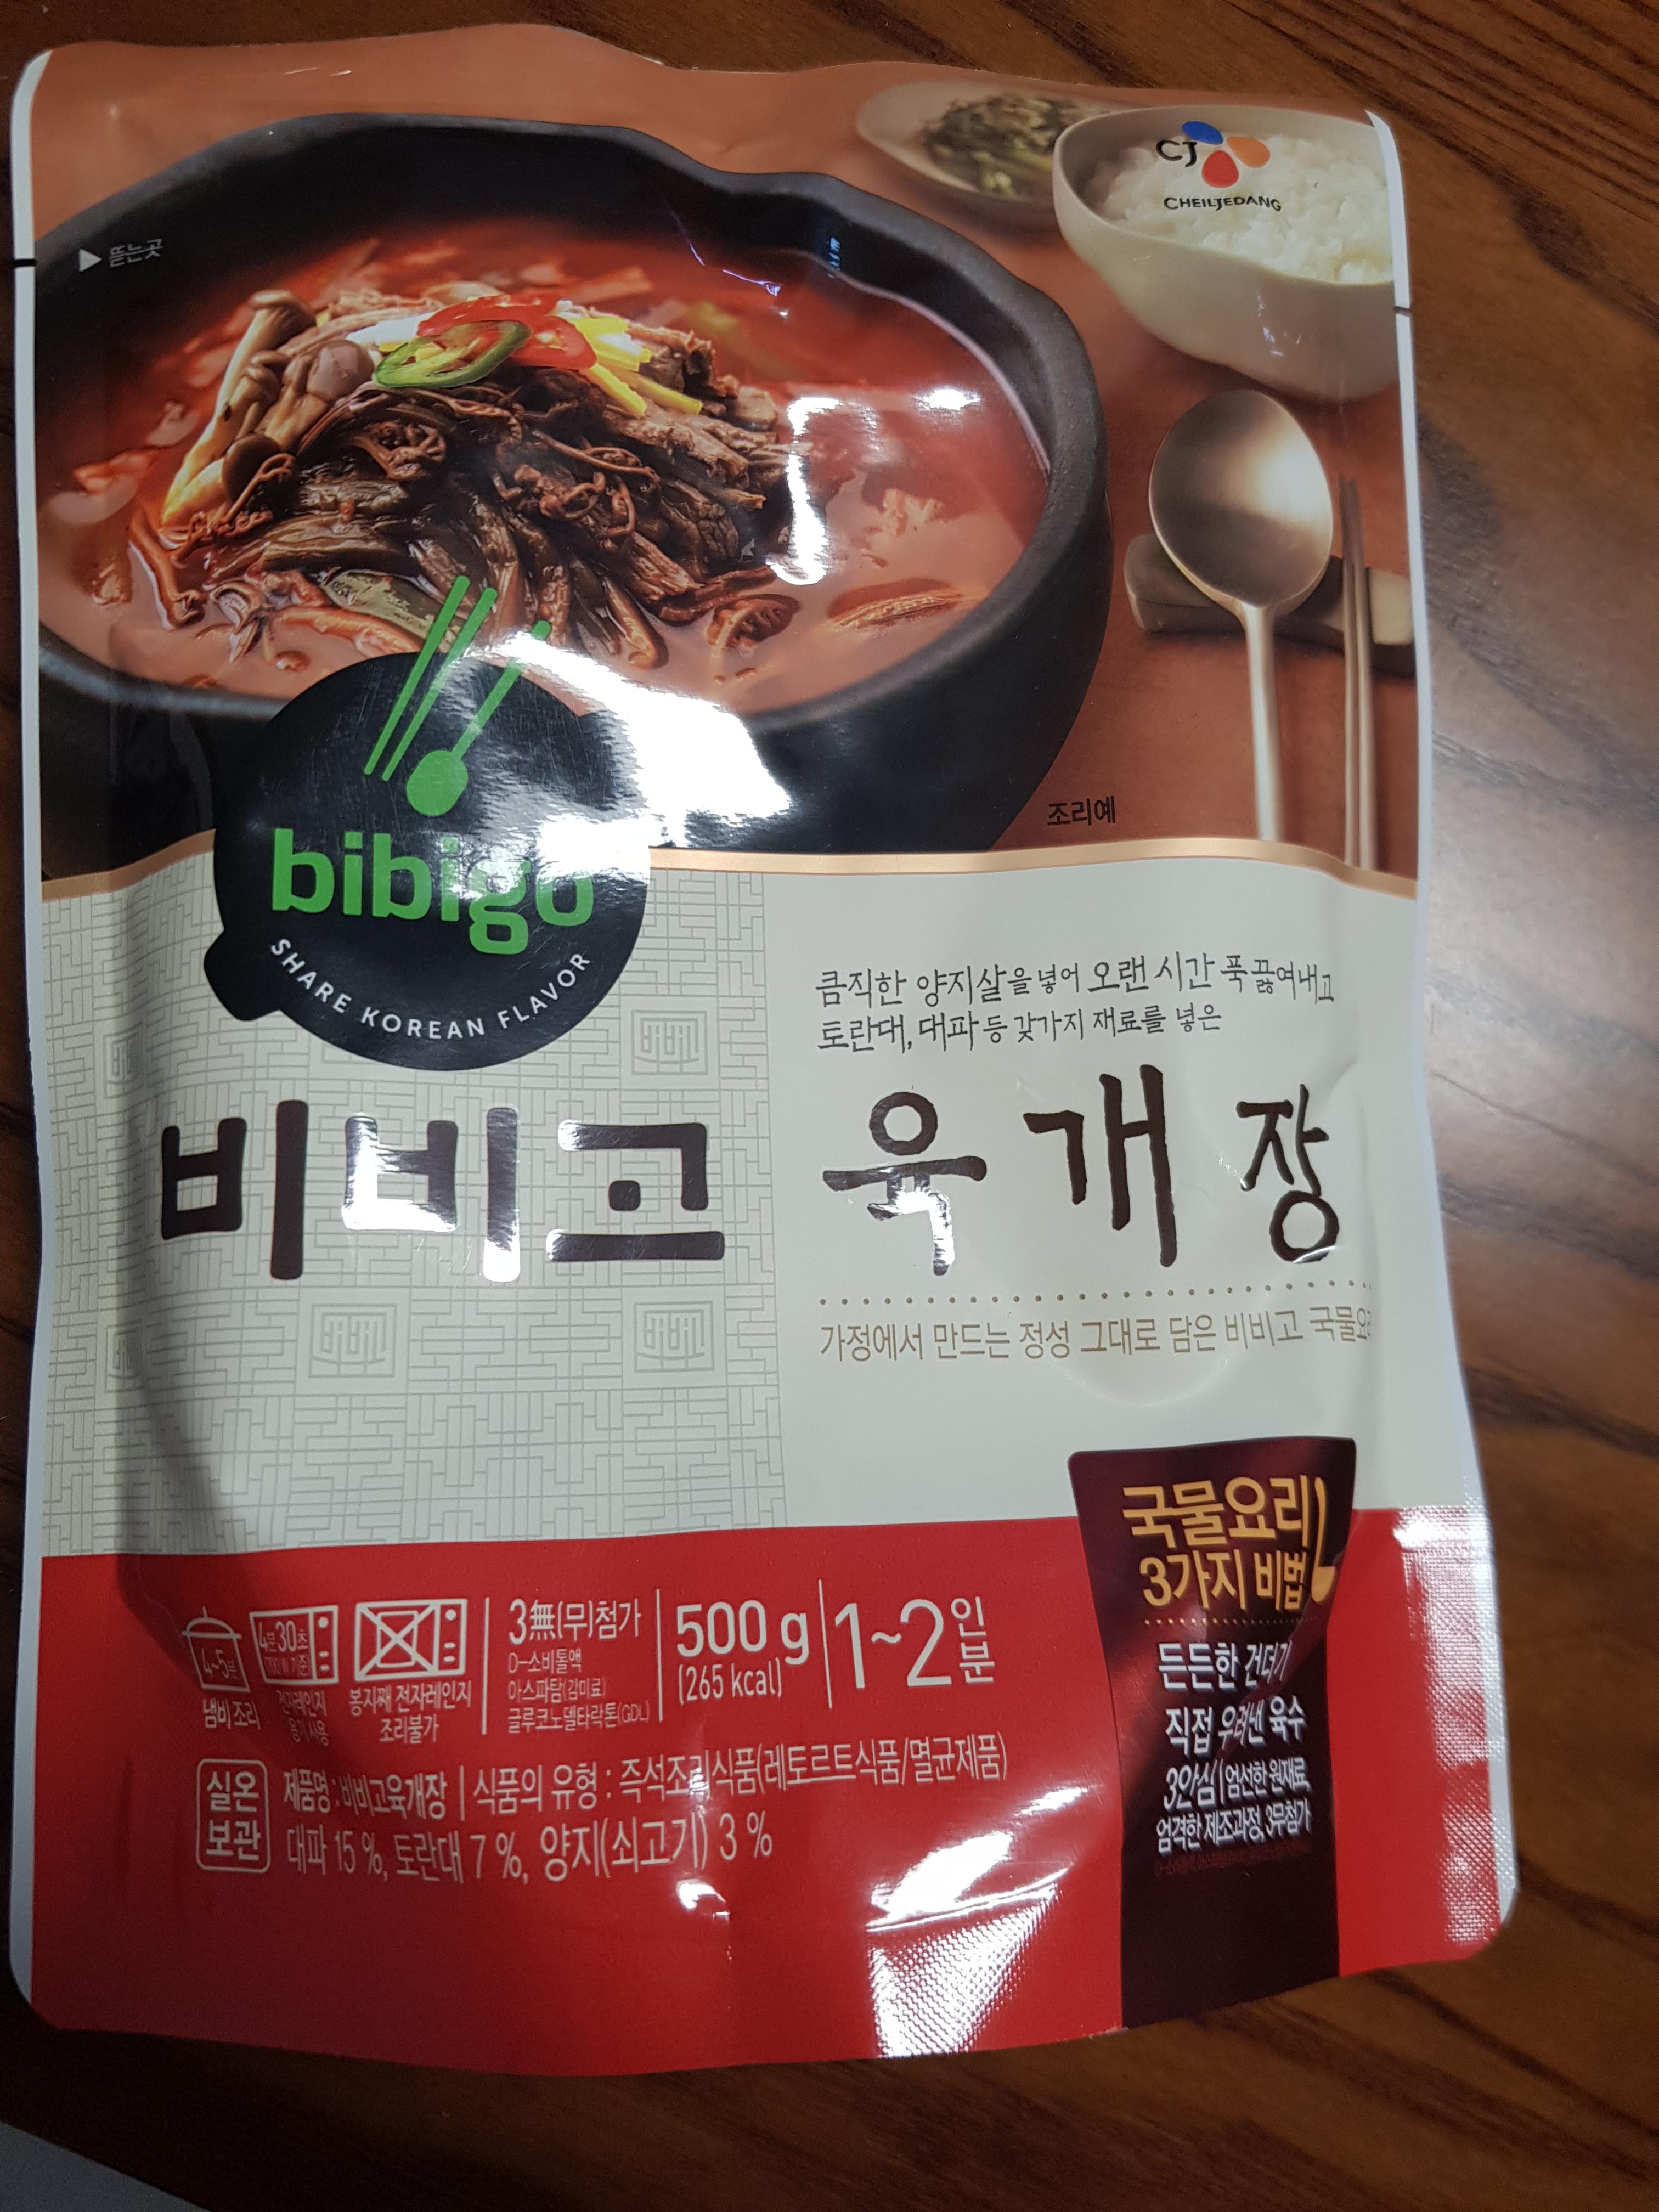 CJ
CHEILJEDANG
▶ 뜯는곳
조리예
bibigo
SHARE KOREAN FLAVOR
큼직한 양지살을 넣어 오랜 시간 푹 끓여내고
토란대, 대파 등 갖가지 재료를 넣은
비비고 육개장
가정에서 만드는 정성 그대로 담은 비비고 국물요리
국물요리
3가지 비법
든든한 건더기
직접 우려낸 육수
3안심 | 엄선한 원재료,
엄격한 제조과정, 3무첨가
4~5분
냄비 조리
4분30초
(700W기준)
전자레인지
용기사용
봉지째 전자레인지
조리불가
3無(무)첨가
D-소비톨액
아스파탐(감미료)
글루코노델타락톤(GDL)
500 g
(265 kcal)
1~2인분
실온
보관
제품명 : 비비고육개장 | 식품의 유형 : 즉석조리식품(레토르트식품/멸균제품)
대파 15 %, 토란대 7 %, 양지(쇠고기) 3 %